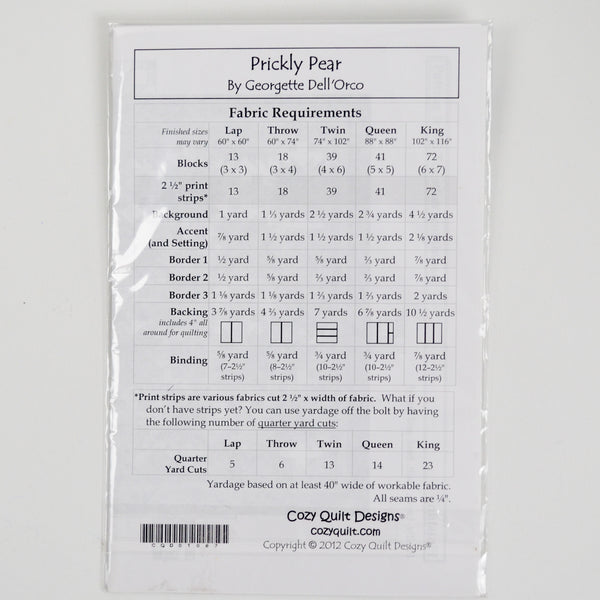 Prickly Pear
By Georgette Dell'Orco
Fabric Requirements
Finished sizes may vary Lap 60" x 60" Throw 60" x 74" Twin 74" x 102" Queen 88" x 88" King 102" x 116"
Blocks 13 (3 x 3) 18 (3 x 4) 39 (4 x 6) 41 (5 x 5) 72 (6 x 7)
2 ½" print strips* 13 18 39 41 72
Background 1 yard 1 ⅓ yards 2 ½ yards 2 ¾ yards 4 ½ yards
Accent (and Setting) ⅞ yard 1 ½ yards 1 ½ yards 1 ½ yards 2 ⅛ yards
Border 1 ½ yard ⅝ yard ⅝ yard ⅔ yard ⅞ yard
Border 2 ½ yard ⅝ yard ⅔ yard ⅔ yard ⅞ yard
Border 3 1 ⅛ yards 1 ⅛ yards 1 ⅔ yards 1 ⅔ yards 2 yards
Backing includes 4" all around for quilting 3 ⅞ yards 4 ⅔ yards 7 yards 6 ⅞ yards 10 ½ yards
Binding ⅝ yard (7–2½" strips) ⅝ yard (8–2½" strips) ¾ yard (10–2½" strips) ¾ yard (10–2½" strips) ⅞ yard (12–2½" strips)
*Print strips are various fabrics cut 2 ½" x width of fabric. What if you
don't have strips yet? You can use yardage off the bolt by having
the following number of quarter yard cuts:
Lap Throw Twin Queen King
Quarter Yard Cuts 5 6 13 14 23
Yardage based on at least 40" wide of workable fabric.
All seams are ¼".
Cozy Quilt Designs®
cozyquilt.com
Copyright © 2012 Cozy Quilt Designs®